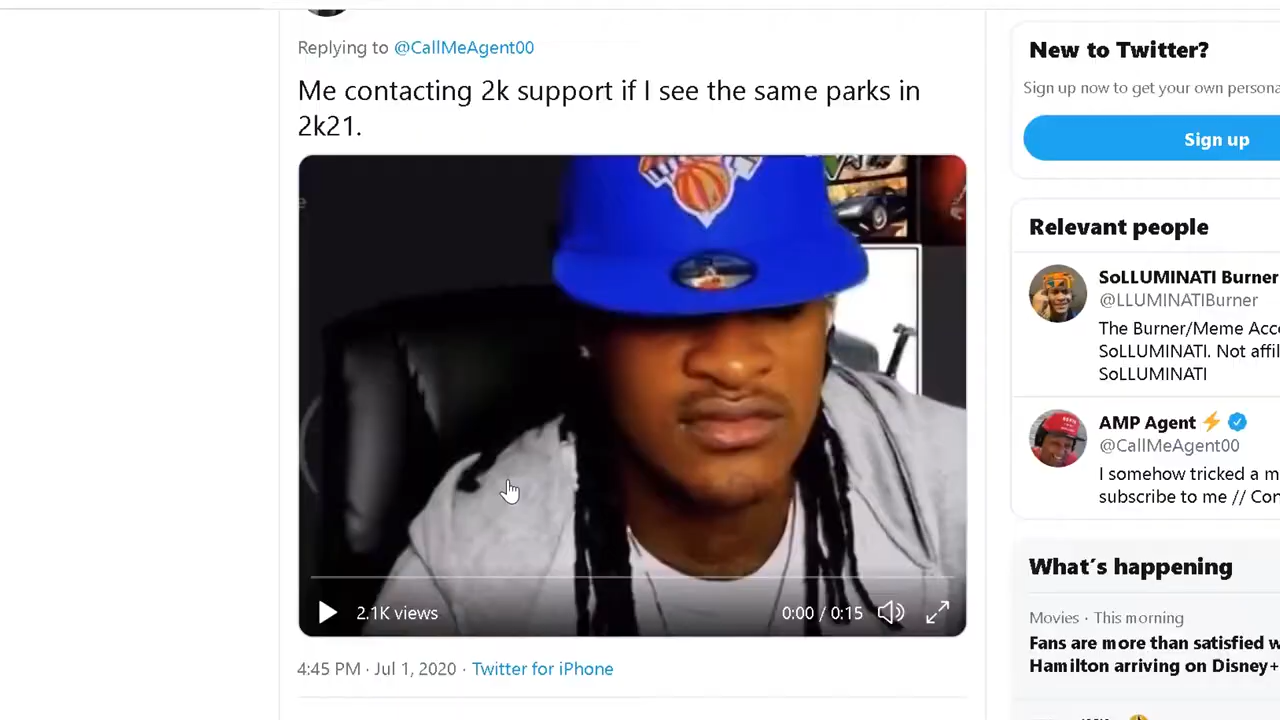 Replying to @CallMeAgent00
Me contacting 2k support if I see the same parks in
2k21.
2.1K views
0:00 / 0:15
4:45 PM · Jul 1, 2020 · Twitter for iPhone
New to Twitter?
Sign up now to get your own persona
Sign up
Relevant people
SoLLUMINATI Burner
@LLUMINATIBurner
The Burner/Meme Acc
SoLLUMINATI. Not affil
SoLLUMINATI
AMP Agent ⚡
@CallMeAgent00
I somehow tricked a m
subscribe to me // Con
What's happening
Movies · This morning
Fans are more than satisfied w
Hamilton arriving on Disney+